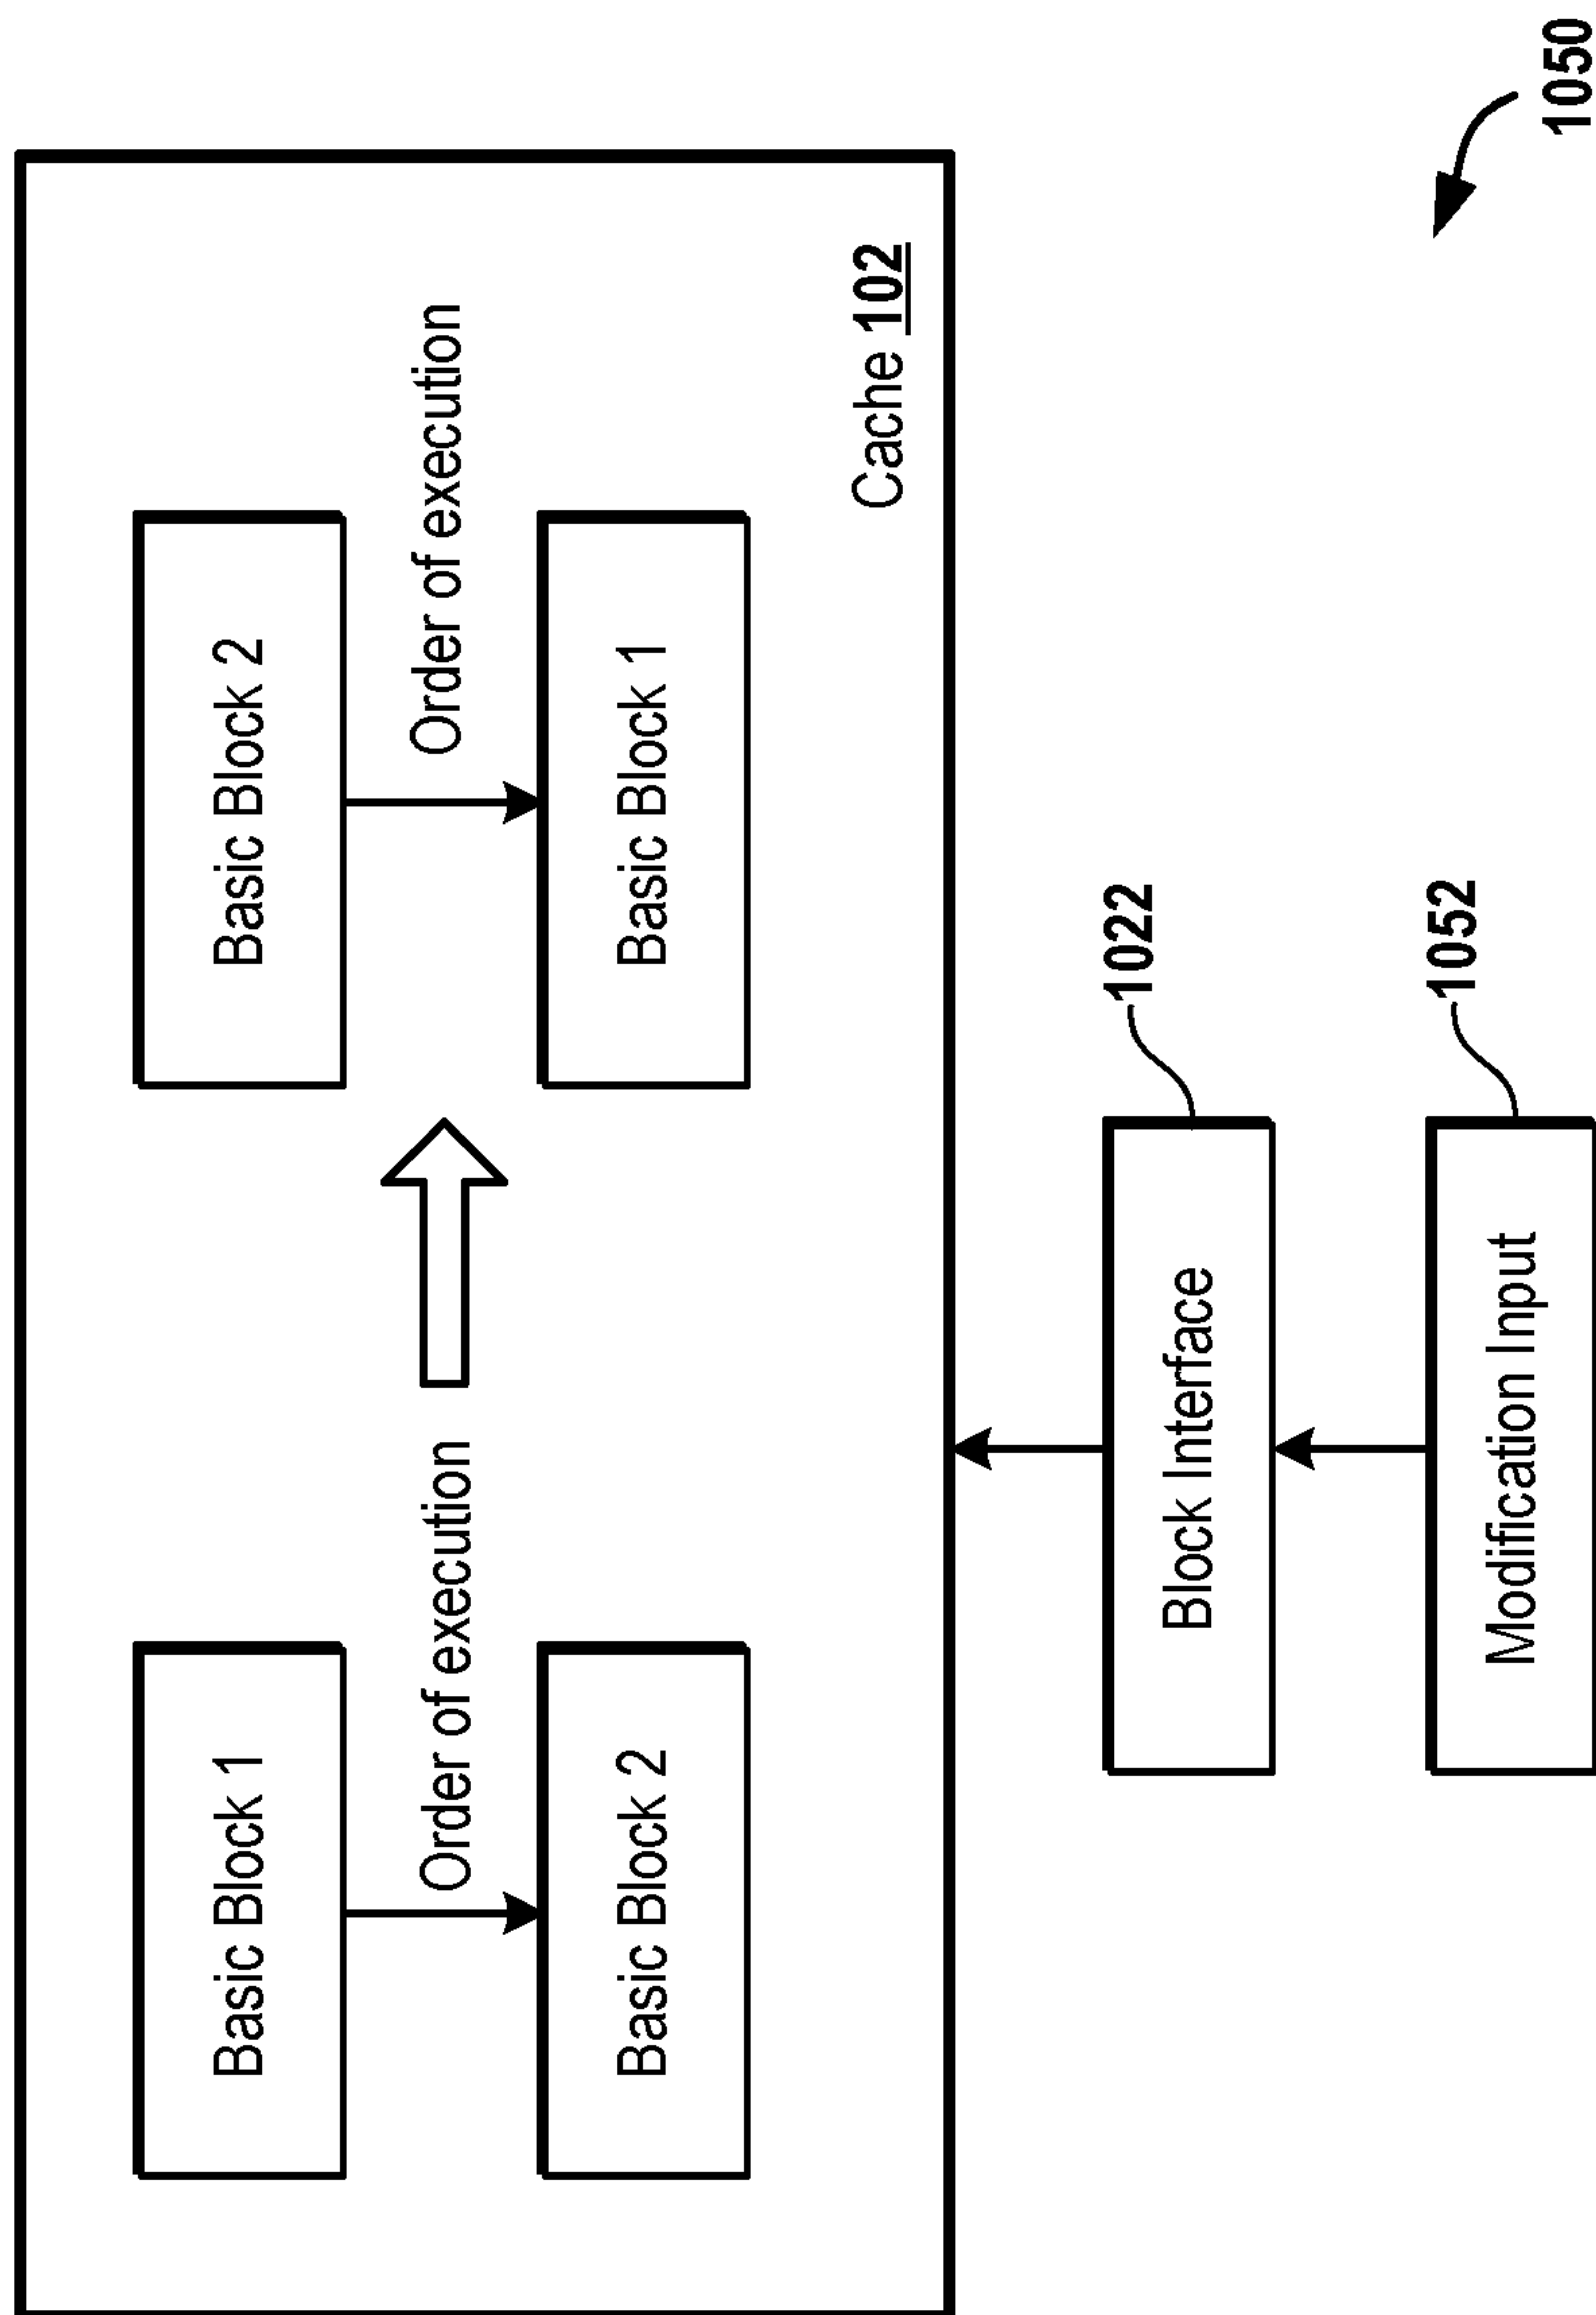 Basic Block 1
Basic Block 2
Order of execution
Order of execution
Basic Block 2
Basic Block 1
Cache 102
Block Interface
1022
Modification Input
1052
1050